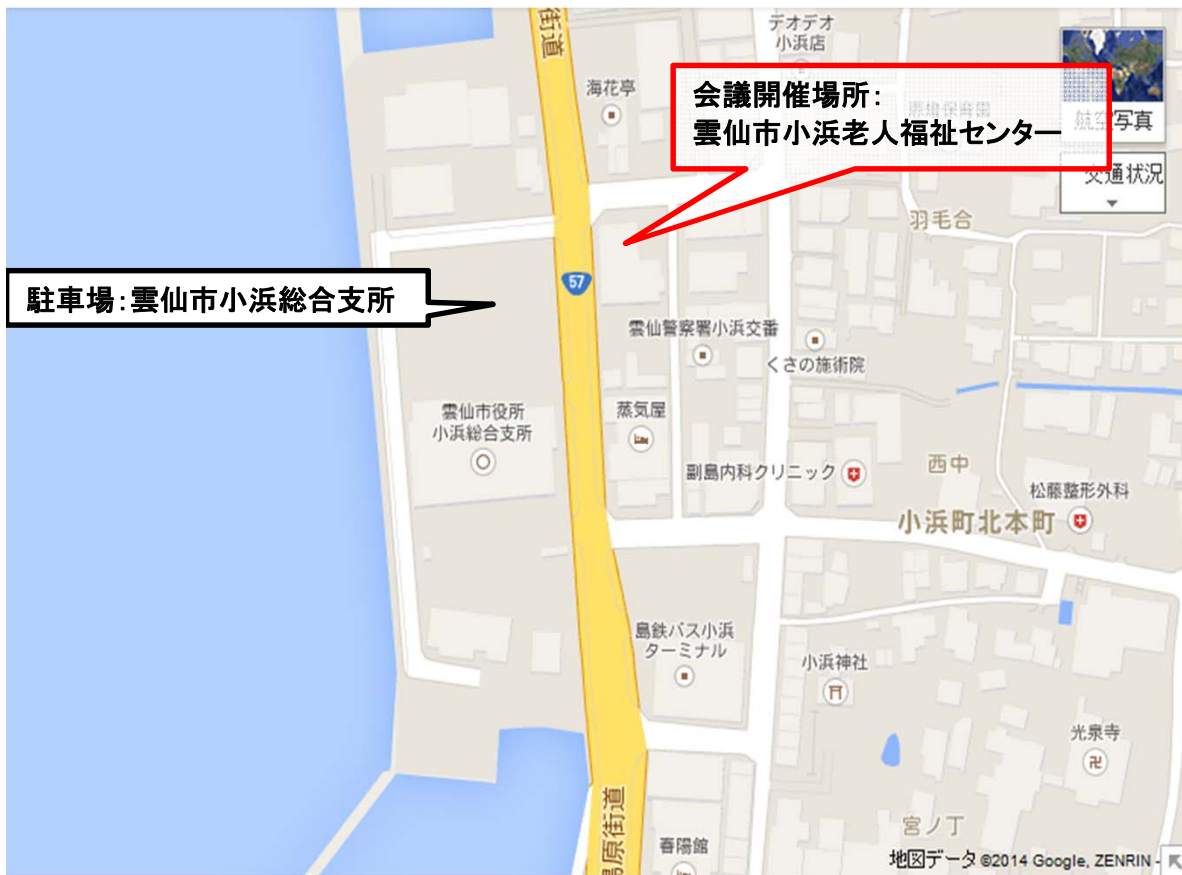 街道
デオデオ
小浜店
海花亭
会議開催場所：
雲仙市小浜老人福祉センター
航空写真
交通状況
羽毛合
57
駐車場：雲仙市小浜総合支所
雲仙警察署小浜交番
くさの施術院
雲仙市役所
小浜総合支所
蒸気屋
副島内科クリニック
西中
松藤整形外科
小浜町北本町
島鉄バス小浜
ターミナル
小浜神社
光泉寺
宮ノ丁
島原街道
春陽館
地図データ ©2014 Google, ZENRIN -